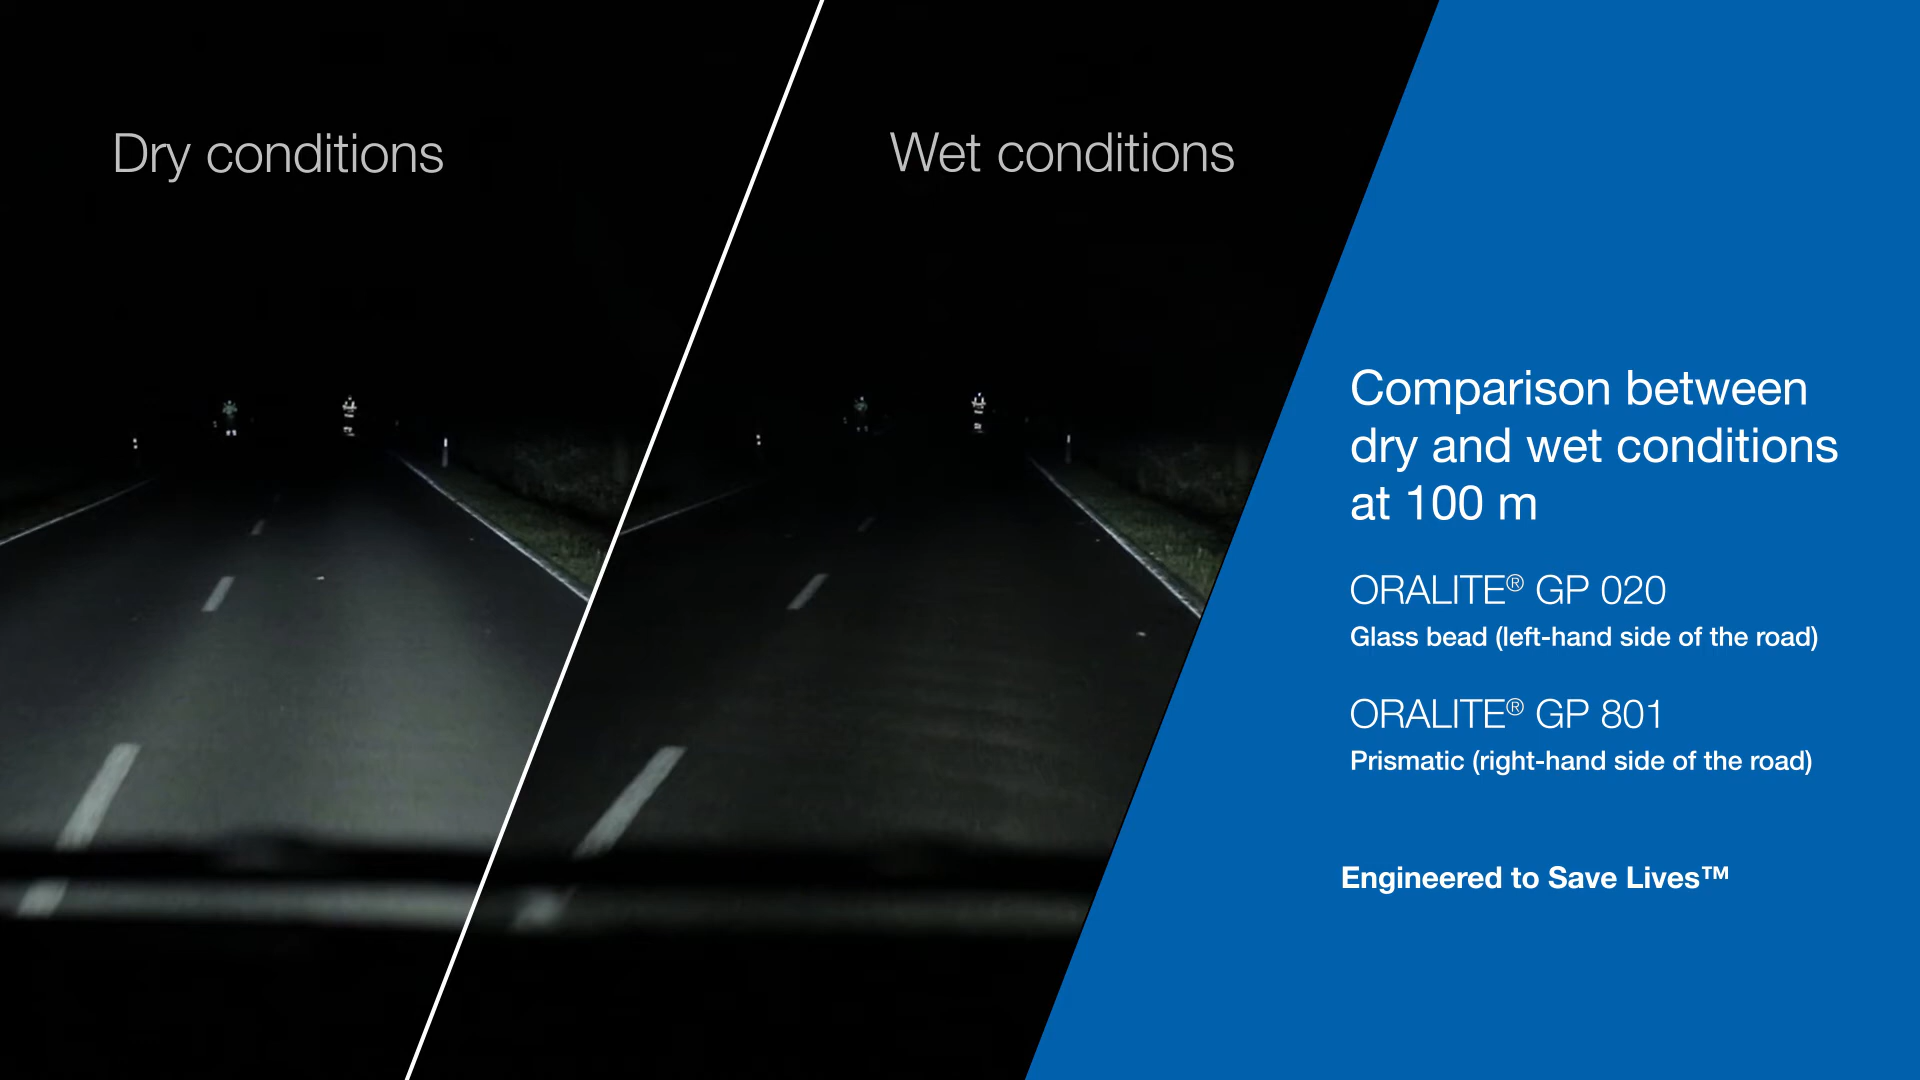 Dry conditions
Wet conditions
Comparison between
dry and wet conditions
at 100 m
ORALITE® GP 020
Glass bead (left-hand side of the road)
ORALITE® GP 801
Prismatic (right-hand side of the road)
Engineered to Save Lives™